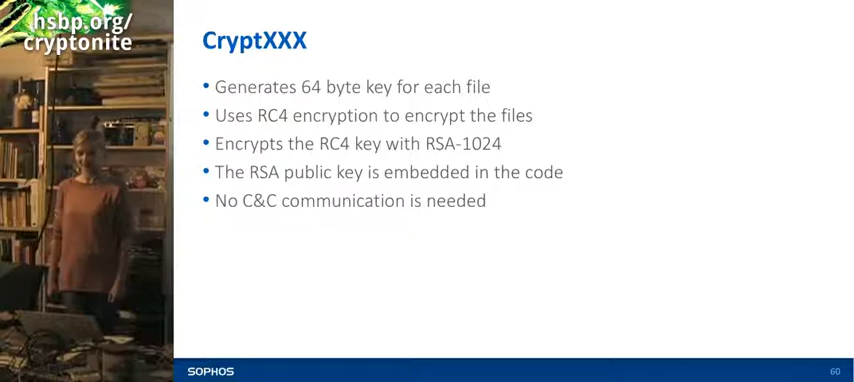 hsbp.org/
cryptonite
CryptXXX
• Generates 64 byte key for each file
• Uses RC4 encryption to encrypt the files
• Encrypts the RC4 key with RSA-1024
• The RSA public key is embedded in the code
• No C&C communication is needed
SOPHOS
60